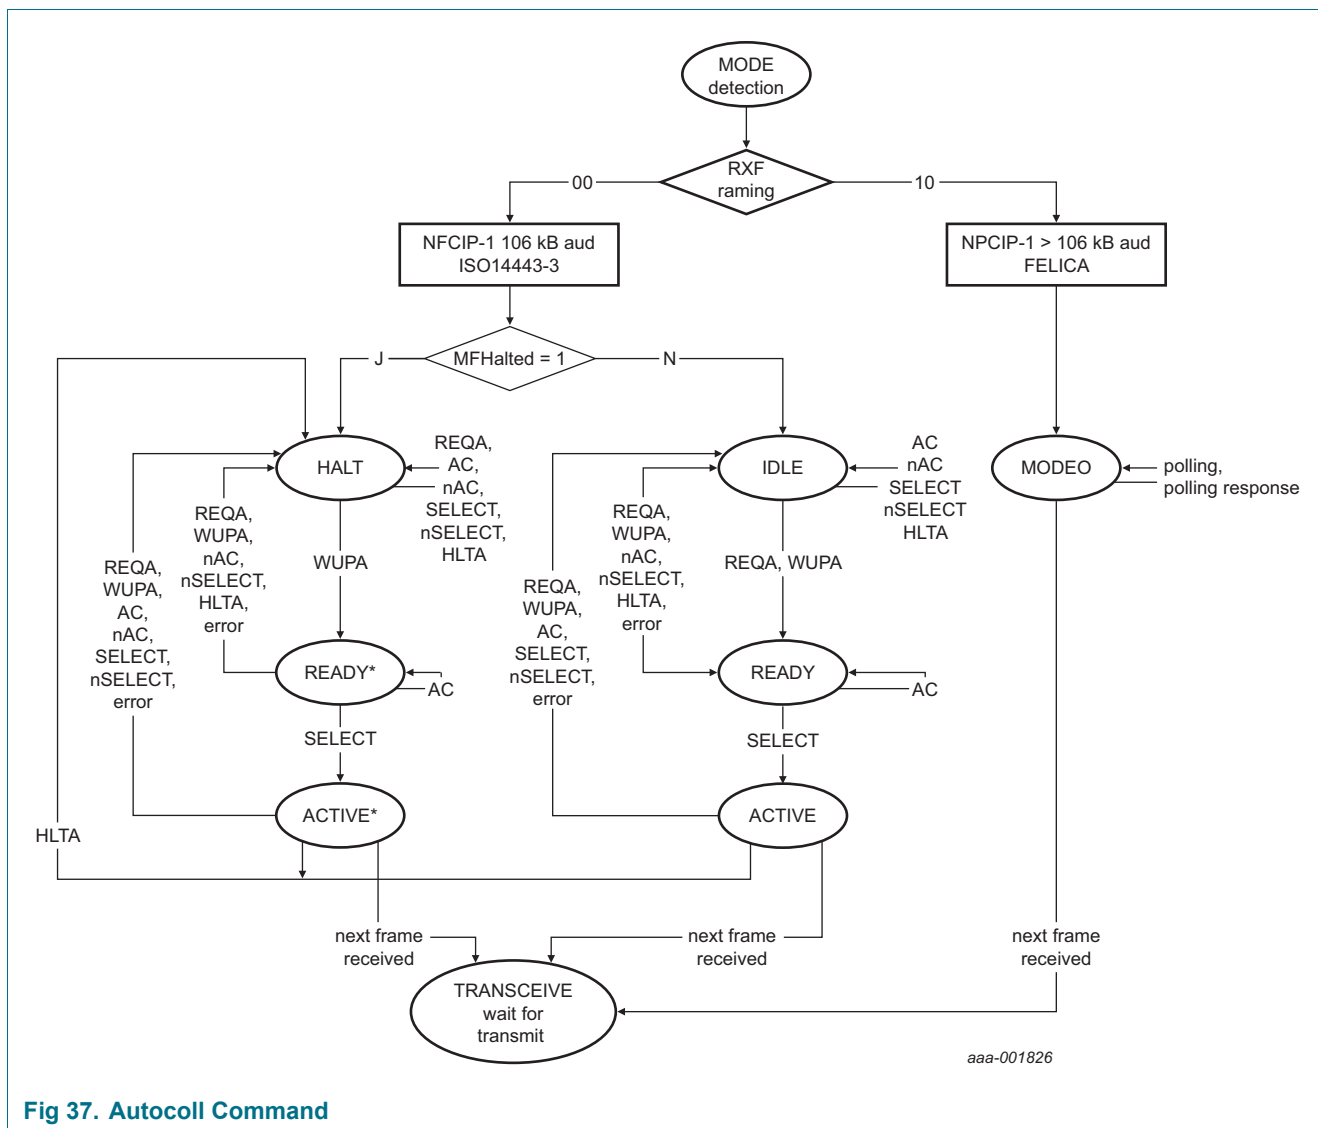 MODE
detection
RXF
raming
00
10
NFCIP-1 106 kB aud
ISO14443-3
NPCIP-1 > 106 kB aud
FELICA
J
MFHalted = 1
N
HALT
REQA,
AC,
nAC,
SELECT,
nSELECT,
HLTA
IDLE
AC
nAC
SELECT
nSELECT
HLTA
MODEO
polling,
polling response
REQA,
WUPA,
AC,
nAC,
SELECT,
nSELECT,
error
REQA,
WUPA,
nAC,
nSELECT,
HLTA,
error
WUPA
REQA,
WUPA,
AC,
SELECT,
nSELECT,
error
REQA,
WUPA,
nAC,
nSELECT,
HLTA,
error
REQA, WUPA
READY*
AC
READY
AC
SELECT
SELECT
ACTIVE*
ACTIVE
HLTA
next frame
received
next frame
received
next frame
received
TRANSCEIVE
wait for
transmit
aaa-001826
Fig 37. Autocoll Command